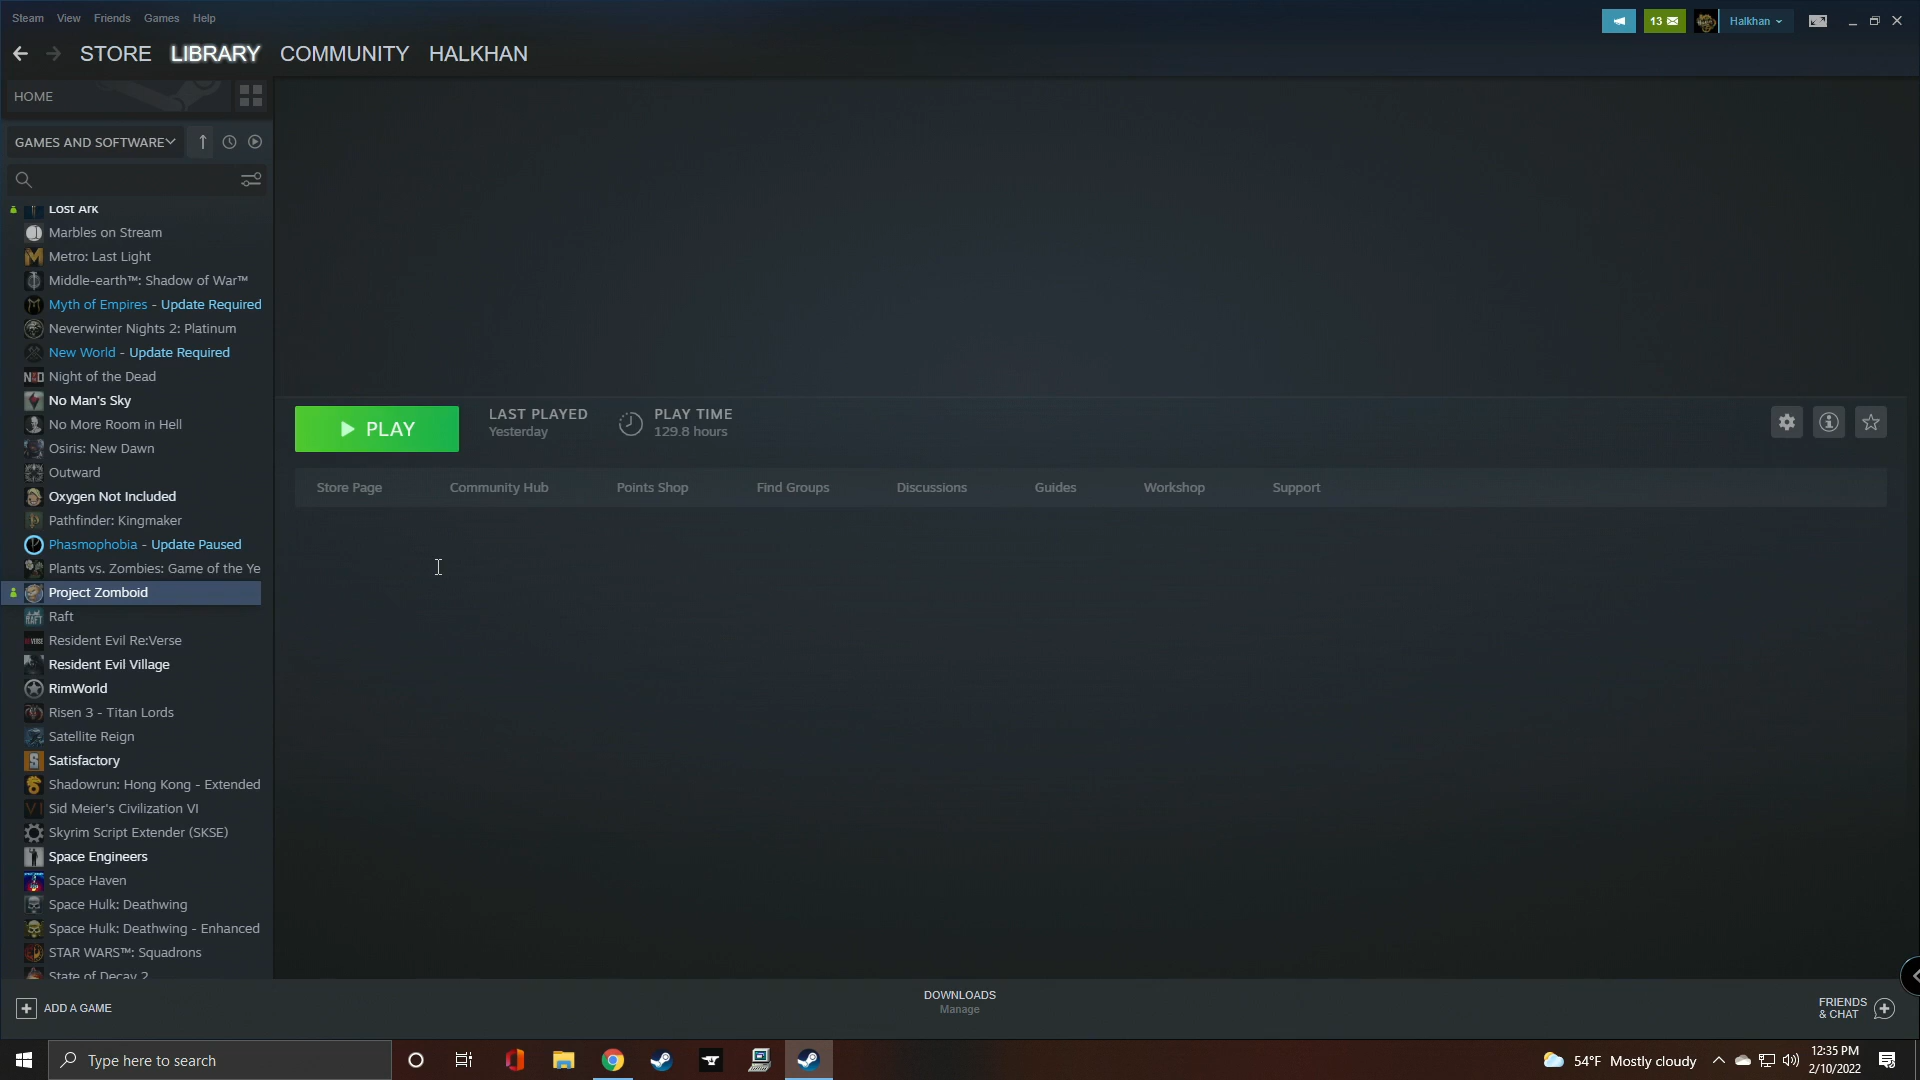 Steam View Friends Games Help
13
Halkhan
STORE LIBRARY COMMUNITY HALKHAN
HOME
GAMES AND SOFTWARE
Lost Ark
Marbles on Stream
Metro: Last Light
Middle-earth™: Shadow of War™
Myth of Empires - Update Required
Neverwinter Nights 2: Platinum
New World - Update Required
Night of the Dead
No Man's Sky
No More Room in Hell
Osiris: New Dawn
Outward
Oxygen Not Included
Pathfinder: Kingmaker
Phasmophobia - Update Paused
Plants vs. Zombies: Game of the Ye
Project Zomboid
Raft
Resident Evil Re:Verse
Resident Evil Village
RimWorld
Risen 3 - Titan Lords
Satellite Reign
Satisfactory
Shadowrun: Hong Kong - Extended
Sid Meier's Civilization VI
Skyrim Script Extender (SKSE)
Space Engineers
Space Haven
Space Hulk: Deathwing
Space Hulk: Deathwing - Enhanced
STAR WARS™: Squadrons
State of Decay 2
PLAY
LAST PLAYED
Yesterday
PLAY TIME
129.8 hours
Store Page Community Hub Points Shop Find Groups Discussions Guides Workshop Support
ADD A GAME
DOWNLOADS
Manage
FRIENDS
& CHAT
Type here to search
54°F Mostly cloudy
12:35 PM
2/10/2022